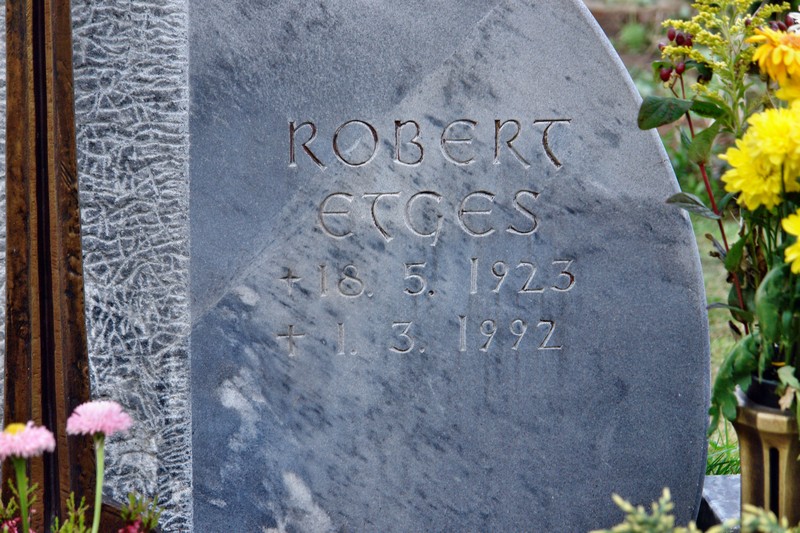 ROBERT
ETGES
+ 18. 5. 1923
+ 1. 3. 1992